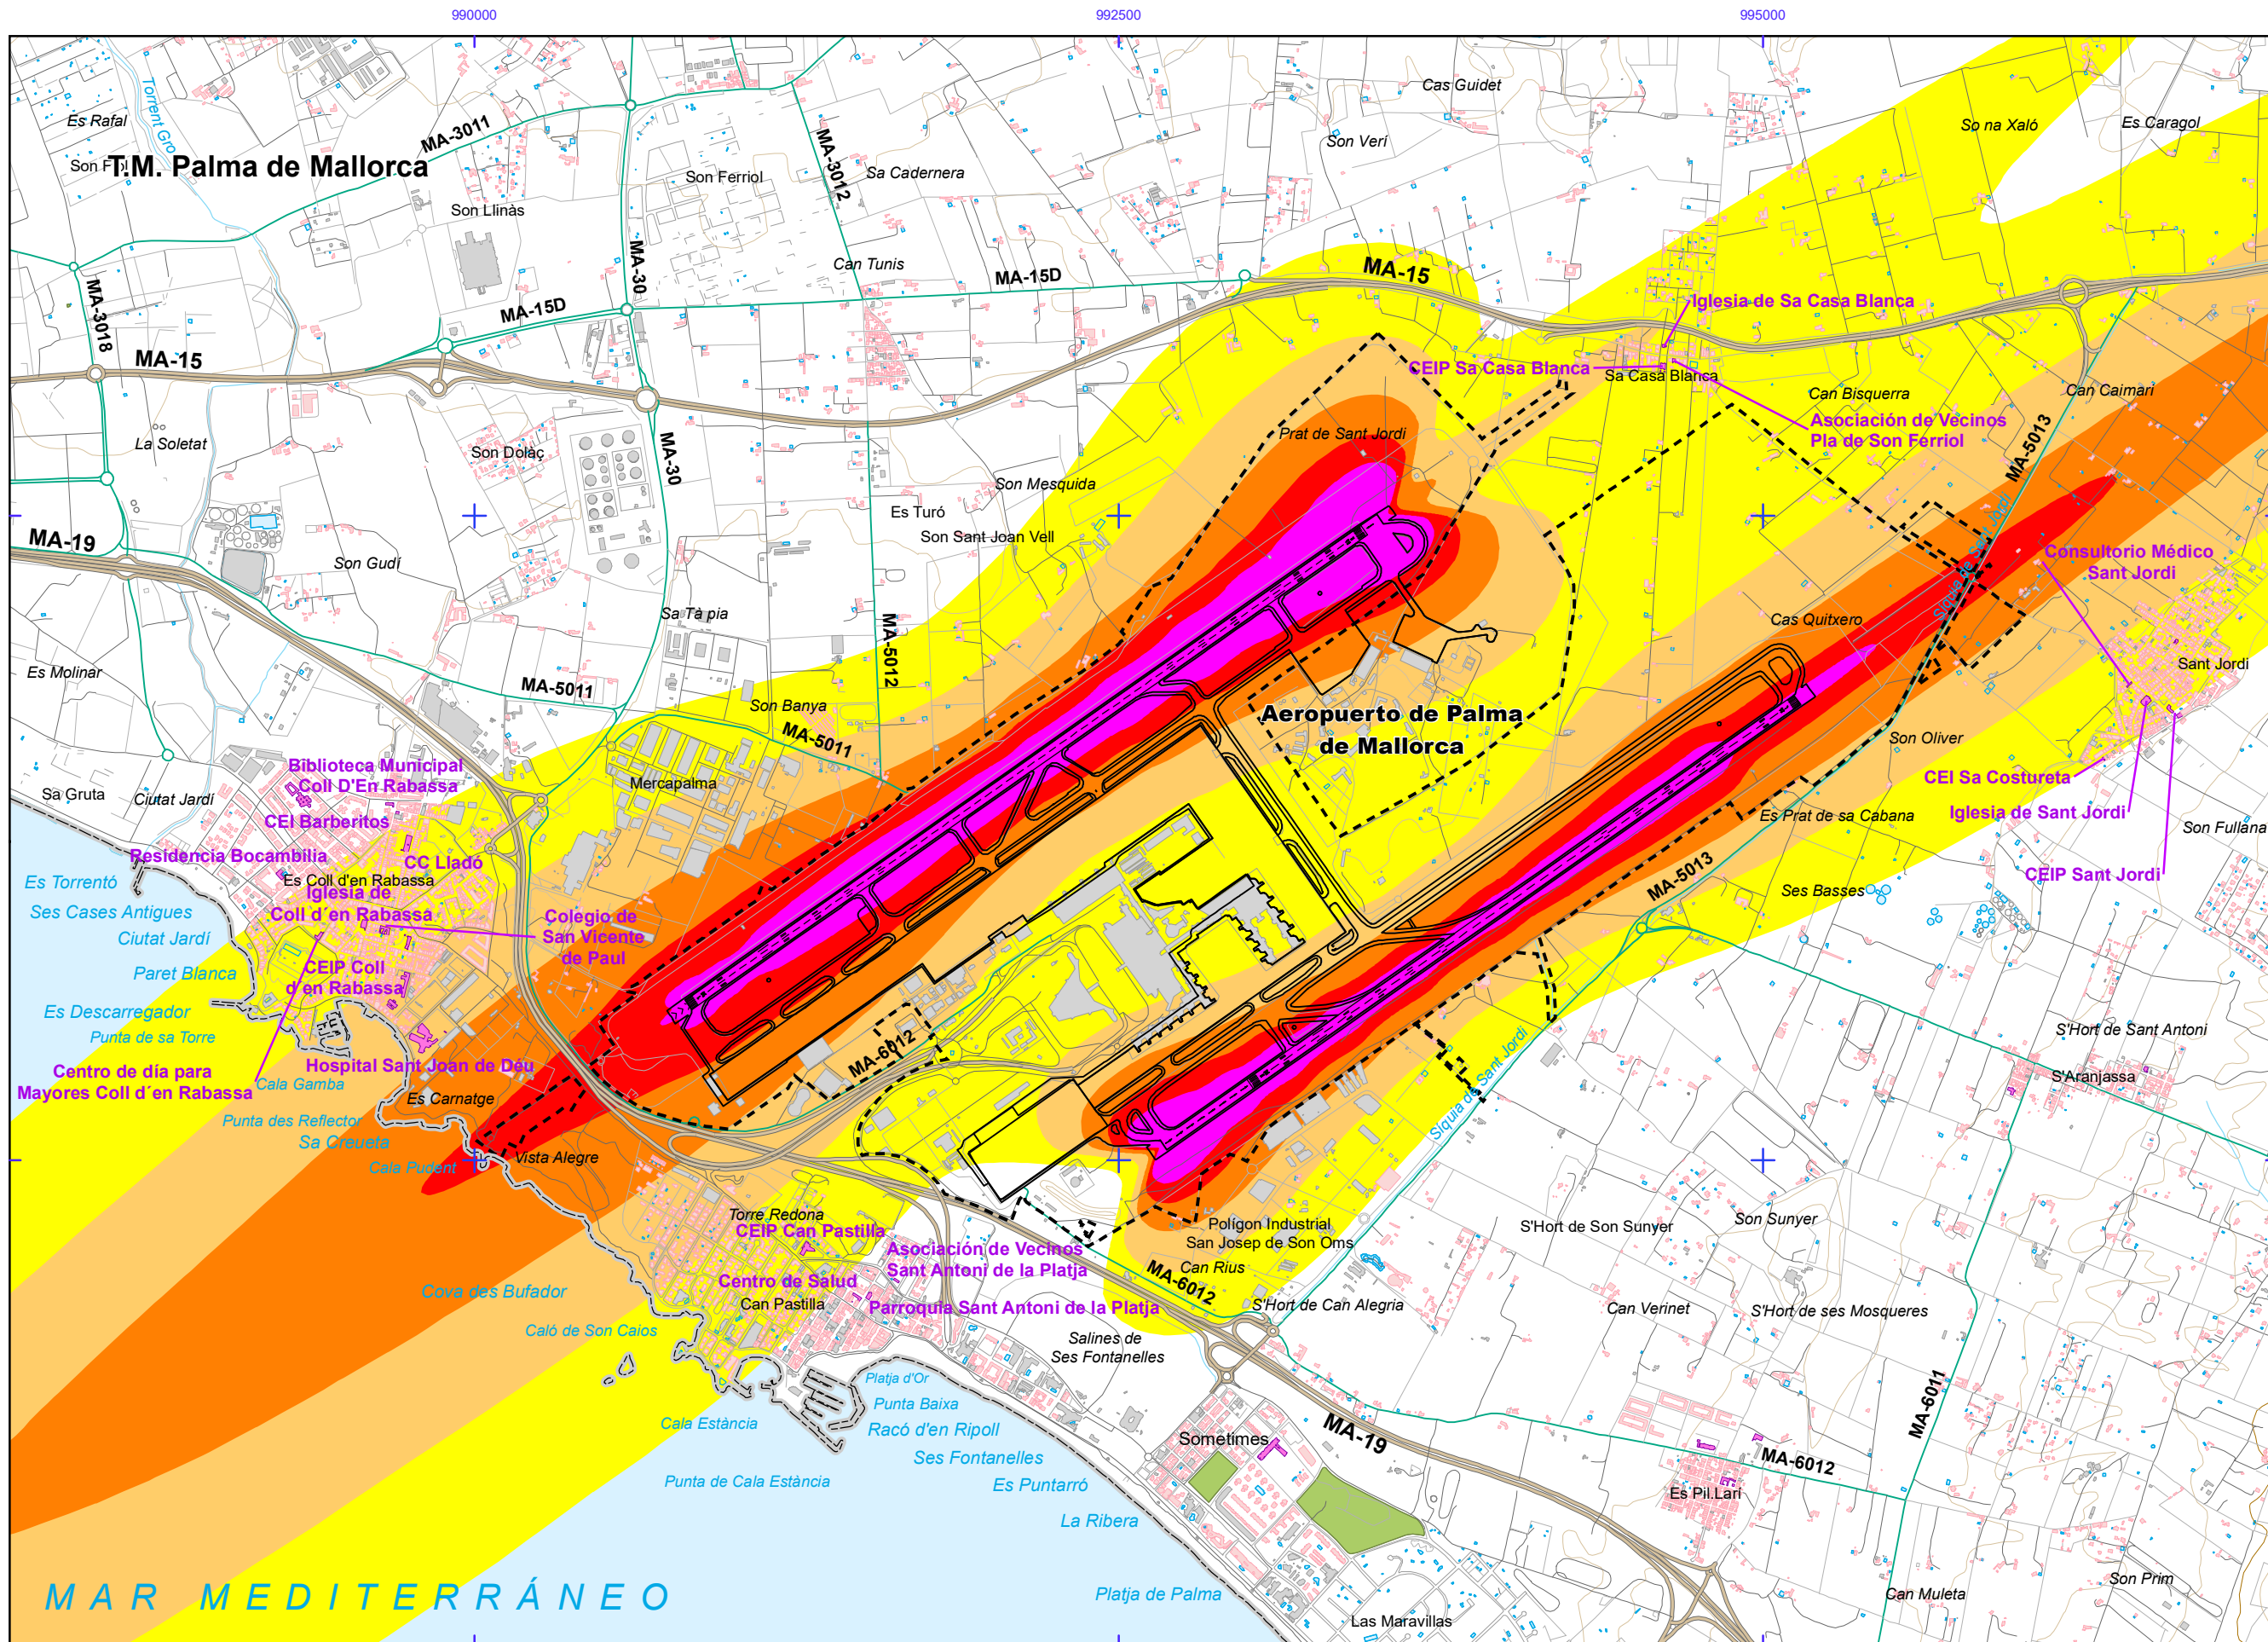 990000
992500
995000
Torrent Gros
Es Rafal
T.M. Palma de Mallorca
MA-3011
Son Llinàs
MA-3012
Son Ferriol
Sa Cadernera
Cas Guidet
Son Verí
So na Xaló
Es Caragol
MA-3018
MA-30
Can Tunis
MA-15D
MA-15D
MA-15
MA-15
Iglesia de Sa Casa Blanca
CEIP Sa Casa Blanca
Sa Casa Blanca
Can Bisquerra
Can Caimari
Asociación de Vecinos
Pla de Son Ferriol
MA-5013
Prat de Sant Jordi
La Soletat
Son Dolaç
MA-30
Son Mesquida
Es Turó
Son Sant Joan Vell
MA-19
Son Gudí
Sa Tàpia
MA-5012
Síquia de Sant Jordi
Consultorio Médico
Sant Jordi
Cas Quitxero
Sant Jordi
Es Molinar
MA-5011
Son Banya
MA-5011
Aeropuerto de Palma
de Mallorca
Son Oliver
CEI Sa Costureta
Iglesia de Sant Jordi
Es Prat de sa Cabana
Son Fullana
CEIP Sant Jordi
MA-5013
Ses Basses
Mercapalma
Biblioteca Municipal
Coll D'En Rabassa
Sa Gruta
Ciutat Jardí
CEI Barberitos
Residencia Bocambilia
CC Lladó
Es Torrentó
Es Coll d'en Rabassa
Iglesia de
Coll d´en Rabassa
Ses Cases Antigues
Ciutat Jardí
Colegio de
San Vicente
de Paul
Paret Blanca
CEIP Coll
d´en Rabassa
Es Descarregador
Punta de sa Torre
Centro de día para
Mayores Coll d´en Rabassa
Hospital Sant Joan de Déu
Cala Gamba
Es Carnatge
Punta des Reflector
Sa Creueta
Cala Pudent
Vista Alegre
MA-6012
Síquia de Sant Jordi
S'Hort de Sant Antoni
S'Aranjassa
Torre Redona
CEIP Can Pastilla
Asociación de Vecinos
Sant Antoni de la Platja
Centro de Salud
Can Pastilla
Parroquia Sant Antoni de la Platja
Polígon Industrial
San Josep de Son Oms
Can Rius
MA-6012
S'Hort de Can Alegria
S'Hort de Son Sunyer
Son Sunyer
Can Verinet
S'Hort de ses Mosqueres
Salines de
Ses Fontanelles
Cova des Bufador
Caló de Son Caios
Platja d'Or
Punta Baixa
Racó d'en Ripoll
Cala Estància
Ses Fontanelles
Punta de Cala Estància
Es Puntarró
La Ribera
Sometimes
MA-19
MA-6011
MA-6012
Es Pil.Larí
MAR MEDITERRÁNEO
Platja de Palma
Las Maravillas
Can Muleta
Son Prim